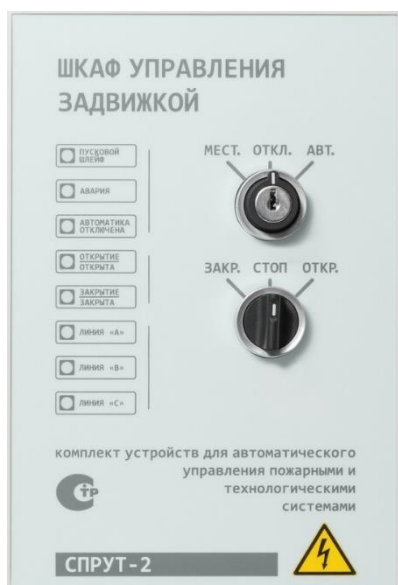 ШКАФ УПРАВЛЕНИЯ
ЗАДВИЖКОЙ
ПУСКОВОЙ
ШЛЕЙФ
АВАРИЯ
АВТОМАТИКА
ОТКЛЮЧЕНА
ОТКРЫТИЕ
ОТКРЫТА
ЗАКРЫТИЕ
ЗАКРЫТА
ЛИНИЯ «А»
ЛИНИЯ «В»
ЛИНИЯ «С»
МЕСТ. ОТКЛ. АВТ.
ЗАКР. СТОП ОТКР.
комплект устройств для автоматического
управления пожарными и
технологическими
системами
СТР
СПРУТ-2